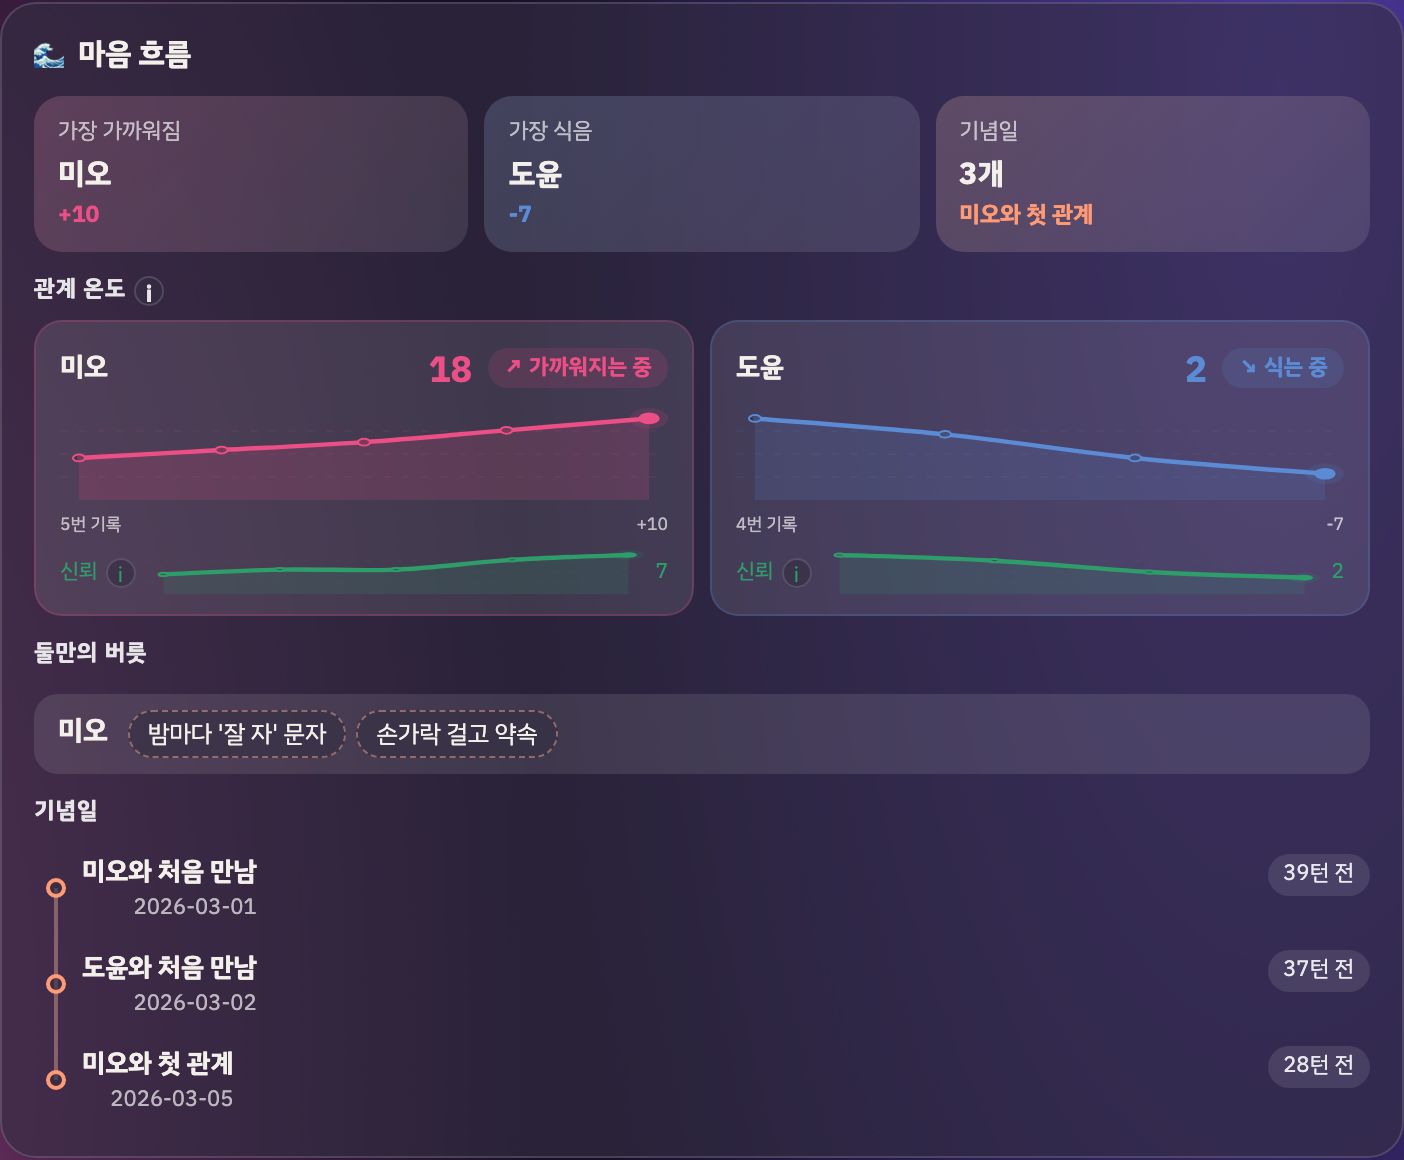 🌊 마음 흐름
가장 가까워짐
미오
+10
가장 식음
도윤
-7
기념일
3개
미오와 첫 관계
관계 온도 i
미오 18 ↗ 가까워지는 중
5번 기록 +10
신뢰 i 7
도윤 2 ↘ 식는 중
4번 기록 -7
신뢰 i 2
둘만의 버릇
미오 밤마다 '잘 자' 문자 손가락 걸고 약속
기념일
미오와 처음 만남 39턴 전
2026-03-01
도윤와 처음 만남 37턴 전
2026-03-02
미오와 첫 관계 28턴 전
2026-03-05